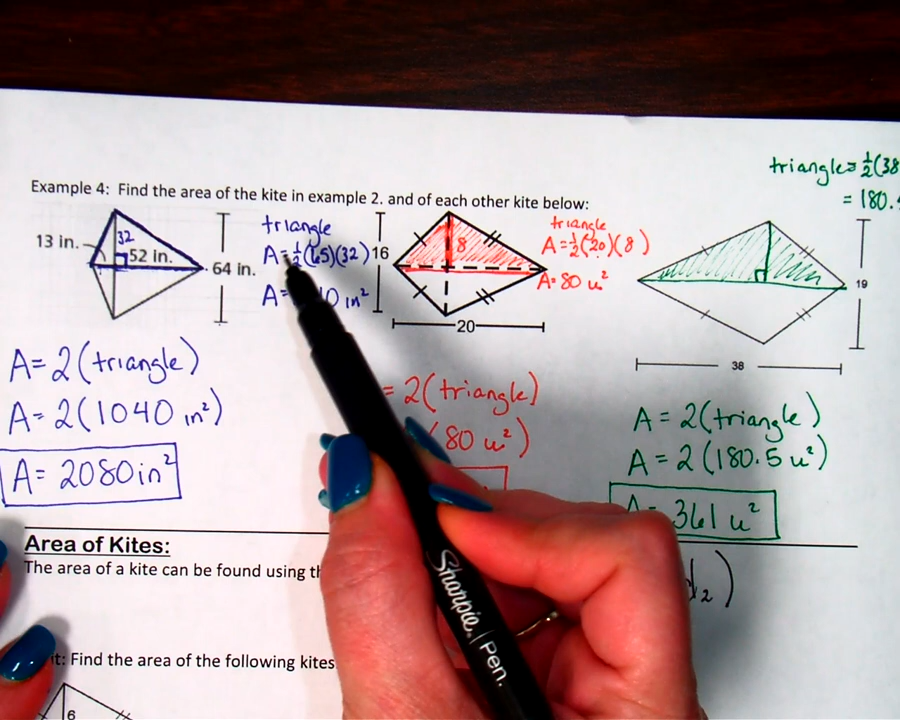 triangle = ½(38
= 180.
Example 4: Find the area of the kite in example 2. and of each other kite below:
13 in.
32
52 in.
64 in.
triangle
A = ½(65)(32)
A = 0 in²
16
8
20
triangle
A = ½(20)(8)
A = 80 u²
19
38
A = 2(triangle)
A = 2(1040 in²)
A = 2080 in²
= 2(triangle)
(80 u²)
A = 2(triangle)
A = 2(180.5 u²)
A = 361 u²
Area of Kites:
The area of a kite can be found using
d₂)
: Find the area of the following kites
6
Sharpie. | Pen.